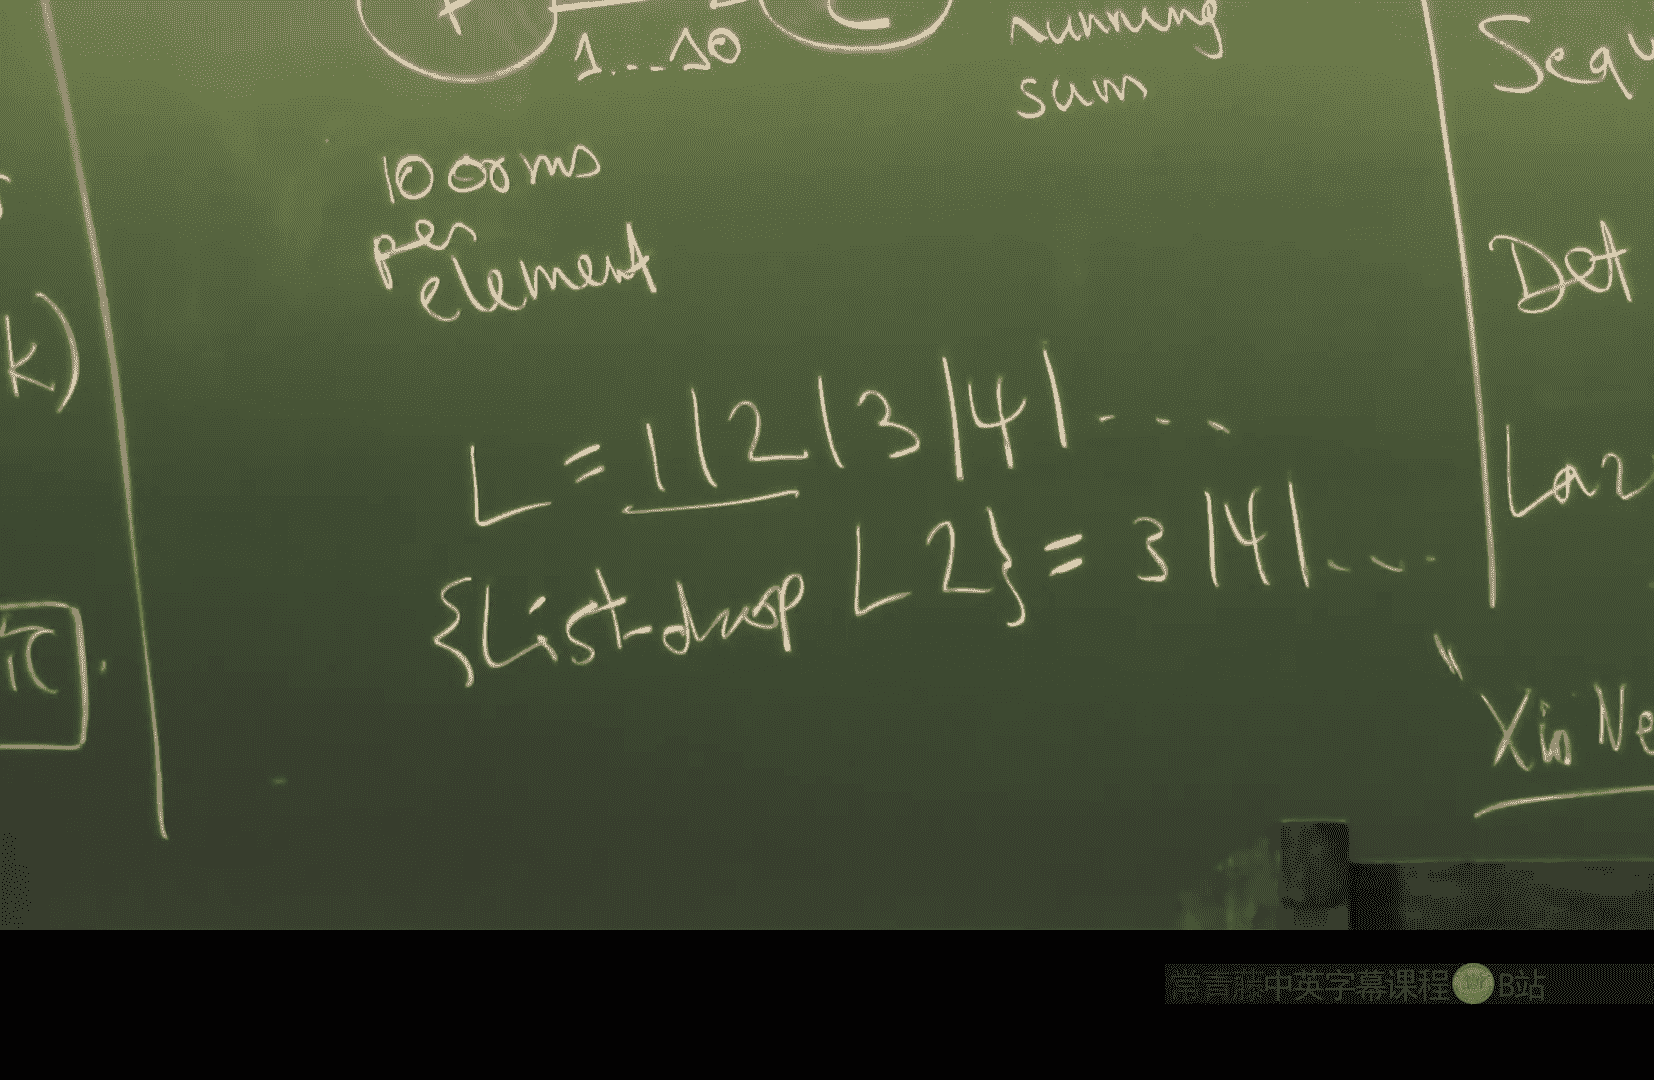 1...10
running
sum
1000ms
per
element
L = 1|2|3|4|...
{List.drop L 2} = 3|4|...
k)
Det
"Xin Ne
常青藤中英字幕课程 B站